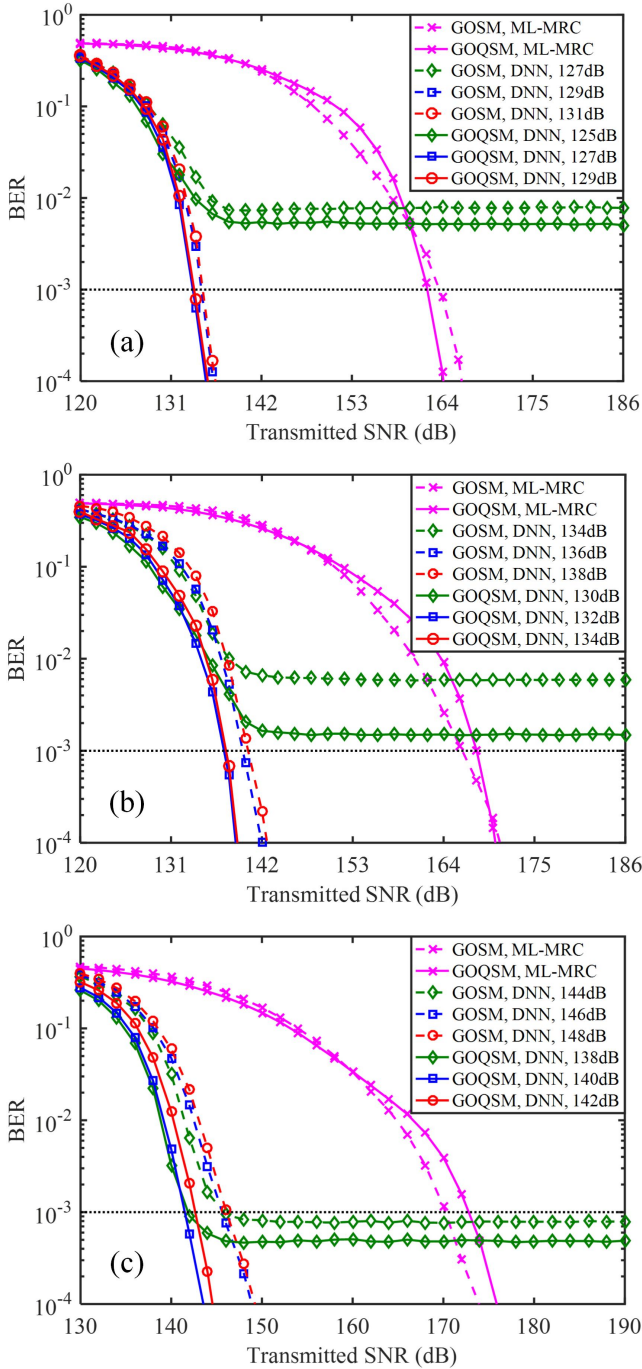 10^0
GOSM, ML-MRC
GOQSM, ML-MRC
GOSM, DNN, 127dB
GOSM, DNN, 129dB
GOSM, DNN, 131dB
GOQSM, DNN, 125dB
GOQSM, DNN, 127dB
GOQSM, DNN, 129dB
10^-1
BER
10^-2
10^-3
(a)
10^-4
120 131 142 153 164 175 186
Transmitted SNR (dB)
10^0
GOSM, ML-MRC
GOQSM, ML-MRC
GOSM, DNN, 134dB
GOSM, DNN, 136dB
GOSM, DNN, 138dB
GOQSM, DNN, 130dB
GOQSM, DNN, 132dB
GOQSM, DNN, 134dB
10^-1
BER
10^-2
10^-3
(b)
10^-4
120 131 142 153 164 175 186
Transmitted SNR (dB)
10^0
GOSM, ML-MRC
GOQSM, ML-MRC
GOSM, DNN, 144dB
GOSM, DNN, 146dB
GOSM, DNN, 148dB
GOQSM, DNN, 138dB
GOQSM, DNN, 140dB
GOQSM, DNN, 142dB
10^-1
BER
10^-2
10^-3
(c)
10^-4
130 140 150 160 170 180 190
Transmitted SNR (dB)